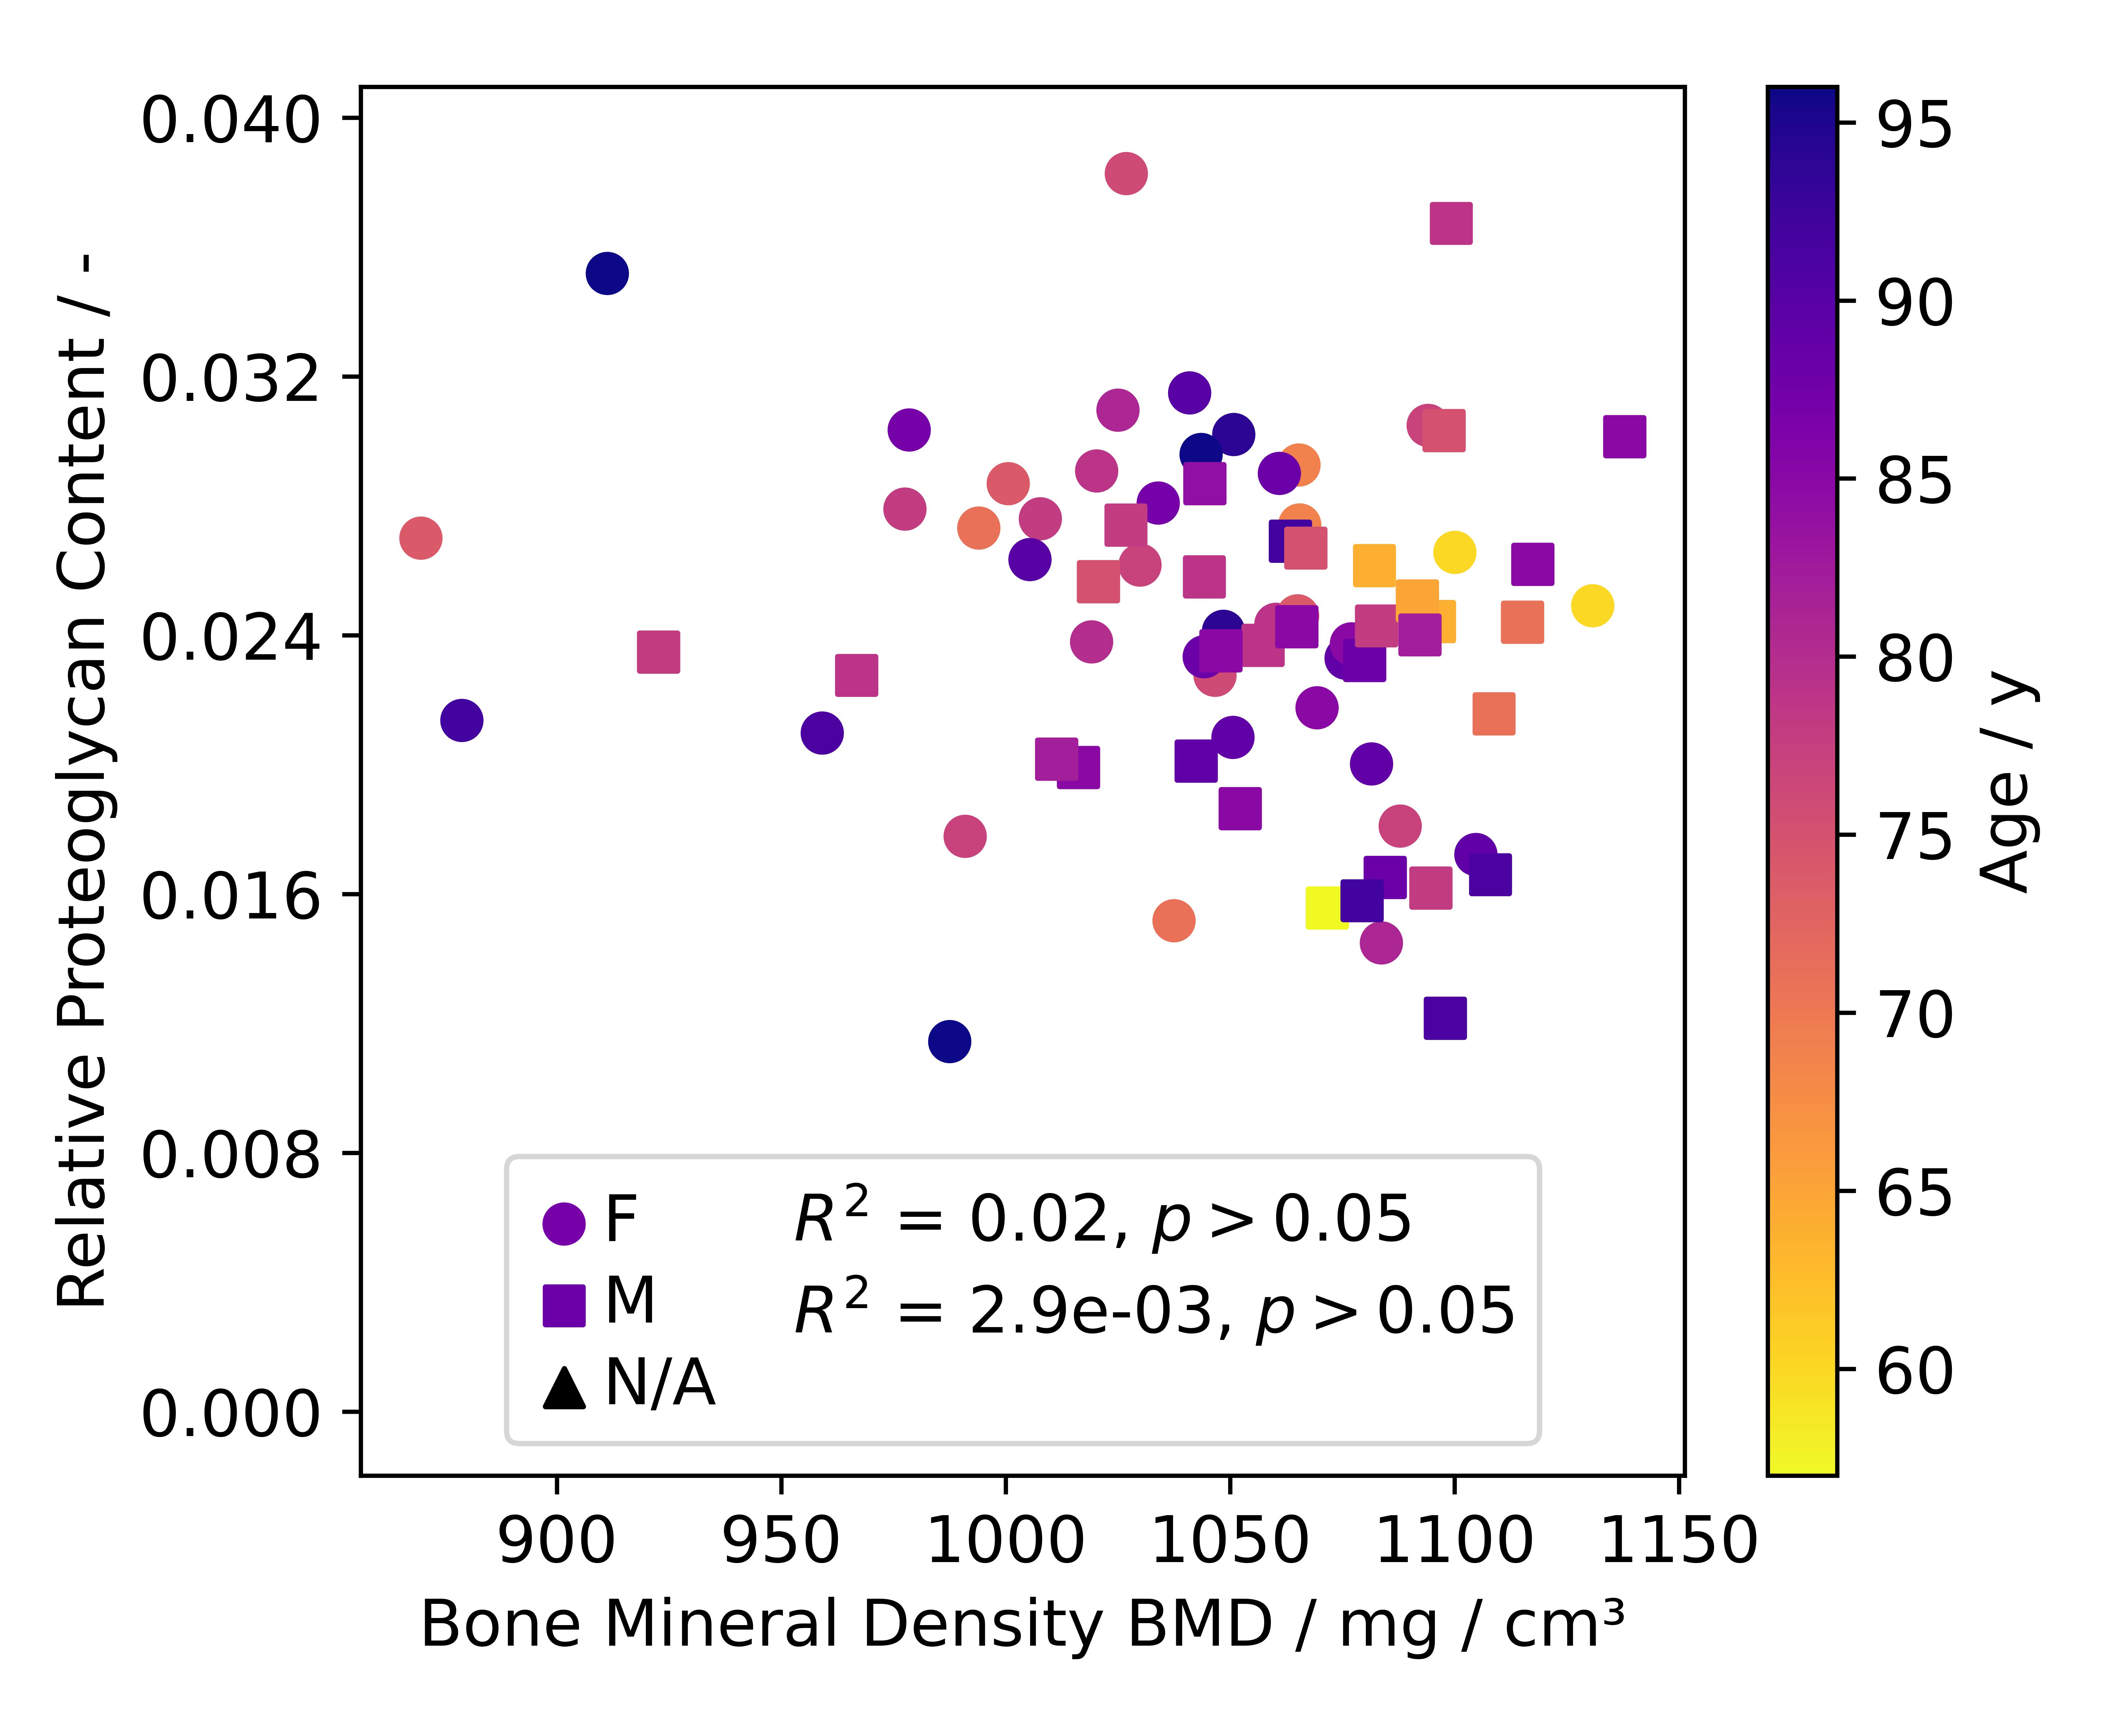 Relative Proteoglycan Content / -
0.040
0.032
0.024
0.016
0.008
0.000
F R² = 0.02, p > 0.05
M R² = 2.9e-03, p > 0.05
N/A
900 950 1000 1050 1100 1150
Bone Mineral Density BMD / mg / cm³
95
90
85
80
75
70
65
60
Age / y